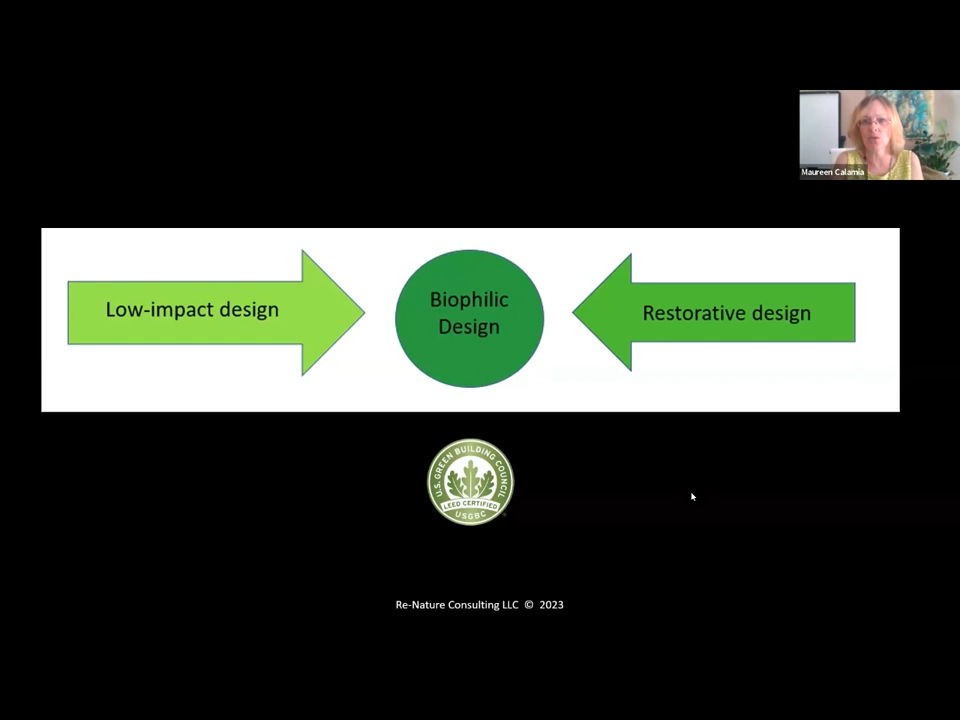 Maureen Calamia
Low-impact design
Biophilic
Design
Restorative design
U.S. GREEN BUILDING COUNCIL
LEED CERTIFIED
USGBC
Re-Nature Consulting LLC © 2023